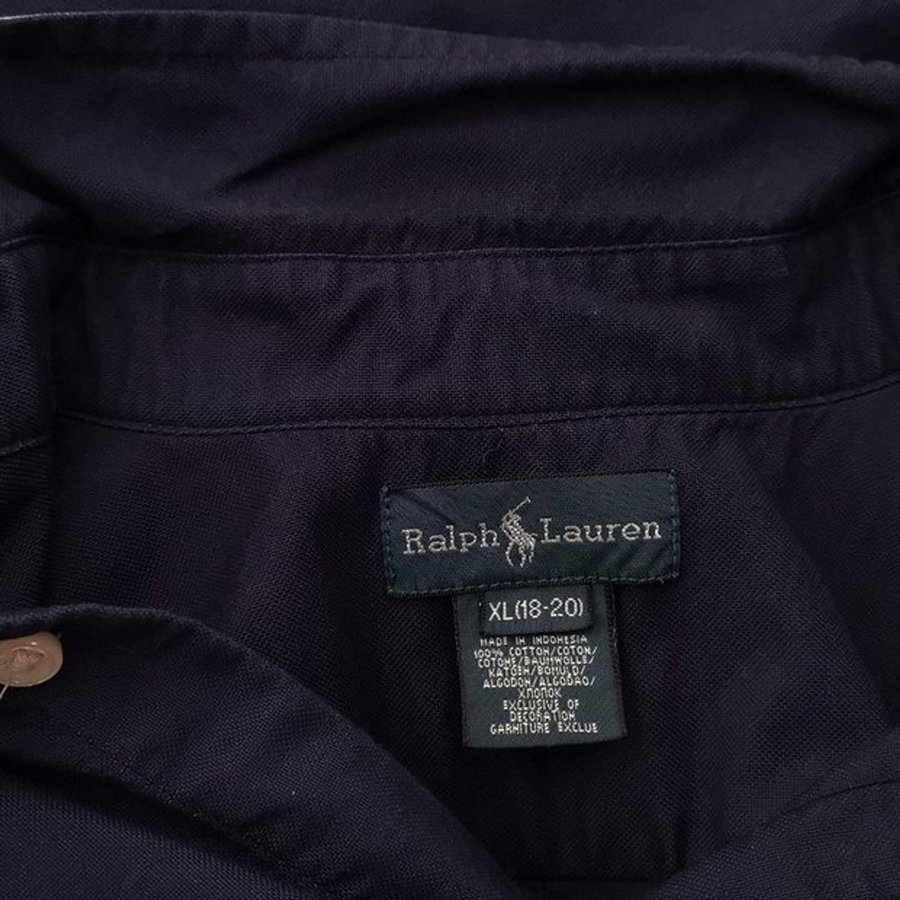 Ralph Lauren
XL(18-20)
MADE IN INDONESIA
100% COTTON/COTON/
COTONE/BAUMWOLLE/
KATOEN/BOMULD/
ALGODON/ALGODAO/
ХЛОПОК
EXCLUSIVE OF
DECORATION
GARNITURE EXCLUE